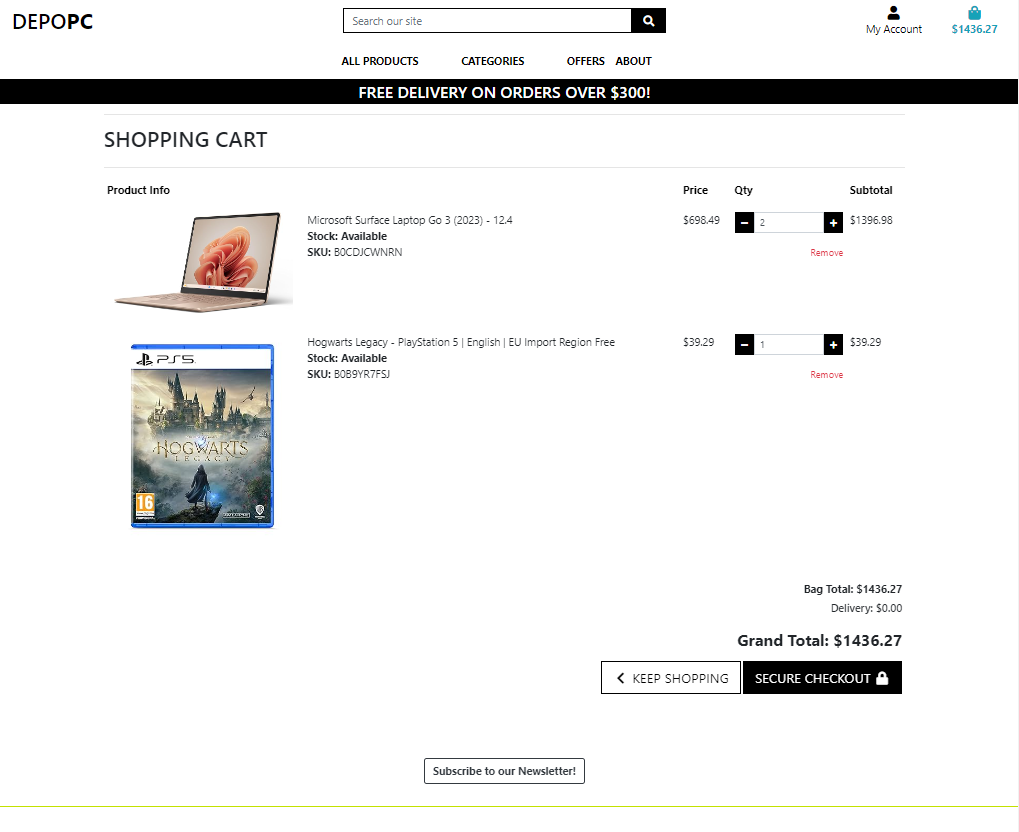 DEPOPC
Search our site
My Account
$1436.27
ALL PRODUCTS CATEGORIES OFFERS ABOUT
FREE DELIVERY ON ORDERS OVER $300!
SHOPPING CART
Product Info Price Qty Subtotal
Microsoft Surface Laptop Go 3 (2023) - 12.4 $698.49 2 $1396.98
Stock: Available
SKU: B0CDJCWNRN
Remove
Hogwarts Legacy - PlayStation 5 | English | EU Import Region Free $39.29 1 $39.29
Stock: Available
SKU: B0B9YR7FSJ
Remove
PS5
HOGWARTS
LEGACY
16
Bag Total: $1436.27
Delivery: $0.00
Grand Total: $1436.27
KEEP SHOPPING
SECURE CHECKOUT
Subscribe to our Newsletter!